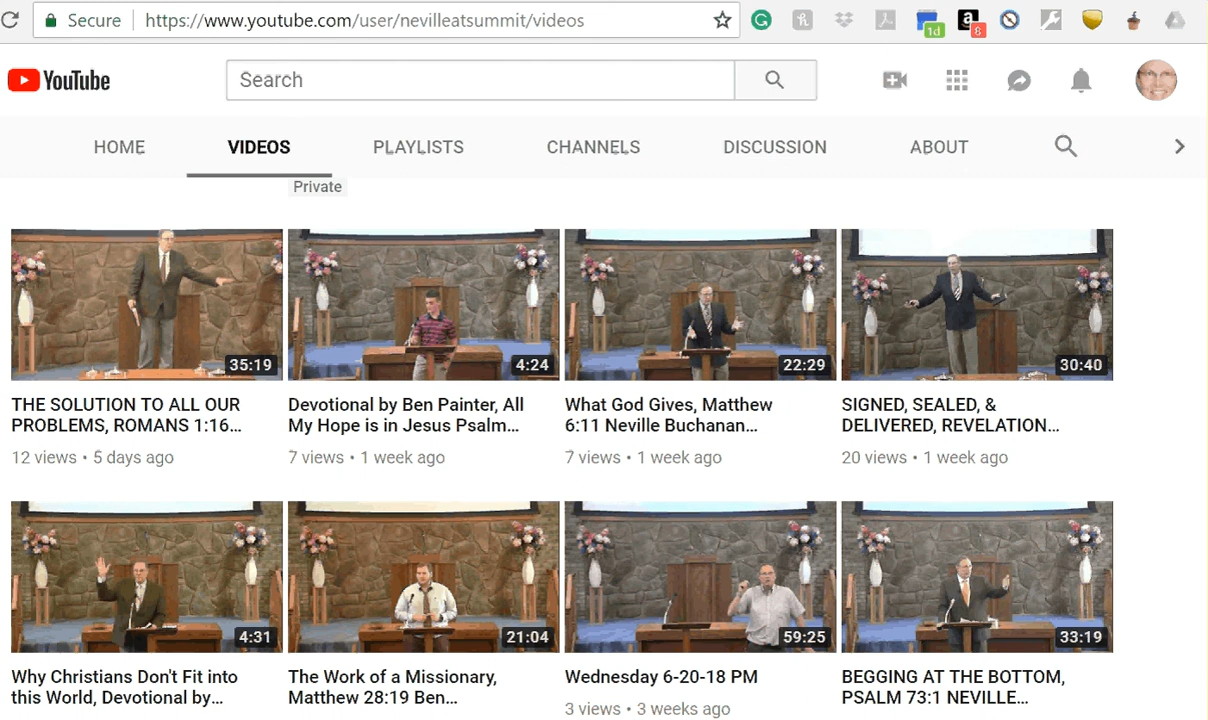 Secure https://www.youtube.com/user/nevilleatsummit/videos 1d a 8
YouTube Search
HOME VIDEOS PLAYLISTS CHANNELS DISCUSSION ABOUT
Private
35:19 4:24 22:29 30:40
THE SOLUTION TO ALL OUR
PROBLEMS, ROMANS 1:16...
12 views • 5 days ago
Devotional by Ben Painter, All
My Hope is in Jesus Psalm...
7 views • 1 week ago
What God Gives, Matthew
6:11 Neville Buchanan...
7 views • 1 week ago
SIGNED, SEALED, &
DELIVERED, REVELATION...
20 views • 1 week ago
4:31 21:04 59:25 33:19
Why Christians Don't Fit into
this World, Devotional by...
The Work of a Missionary,
Matthew 28:19 Ben...
Wednesday 6-20-18 PM
3 views • 3 weeks ago
BEGGING AT THE BOTTOM,
PSALM 73:1 NEVILLE...